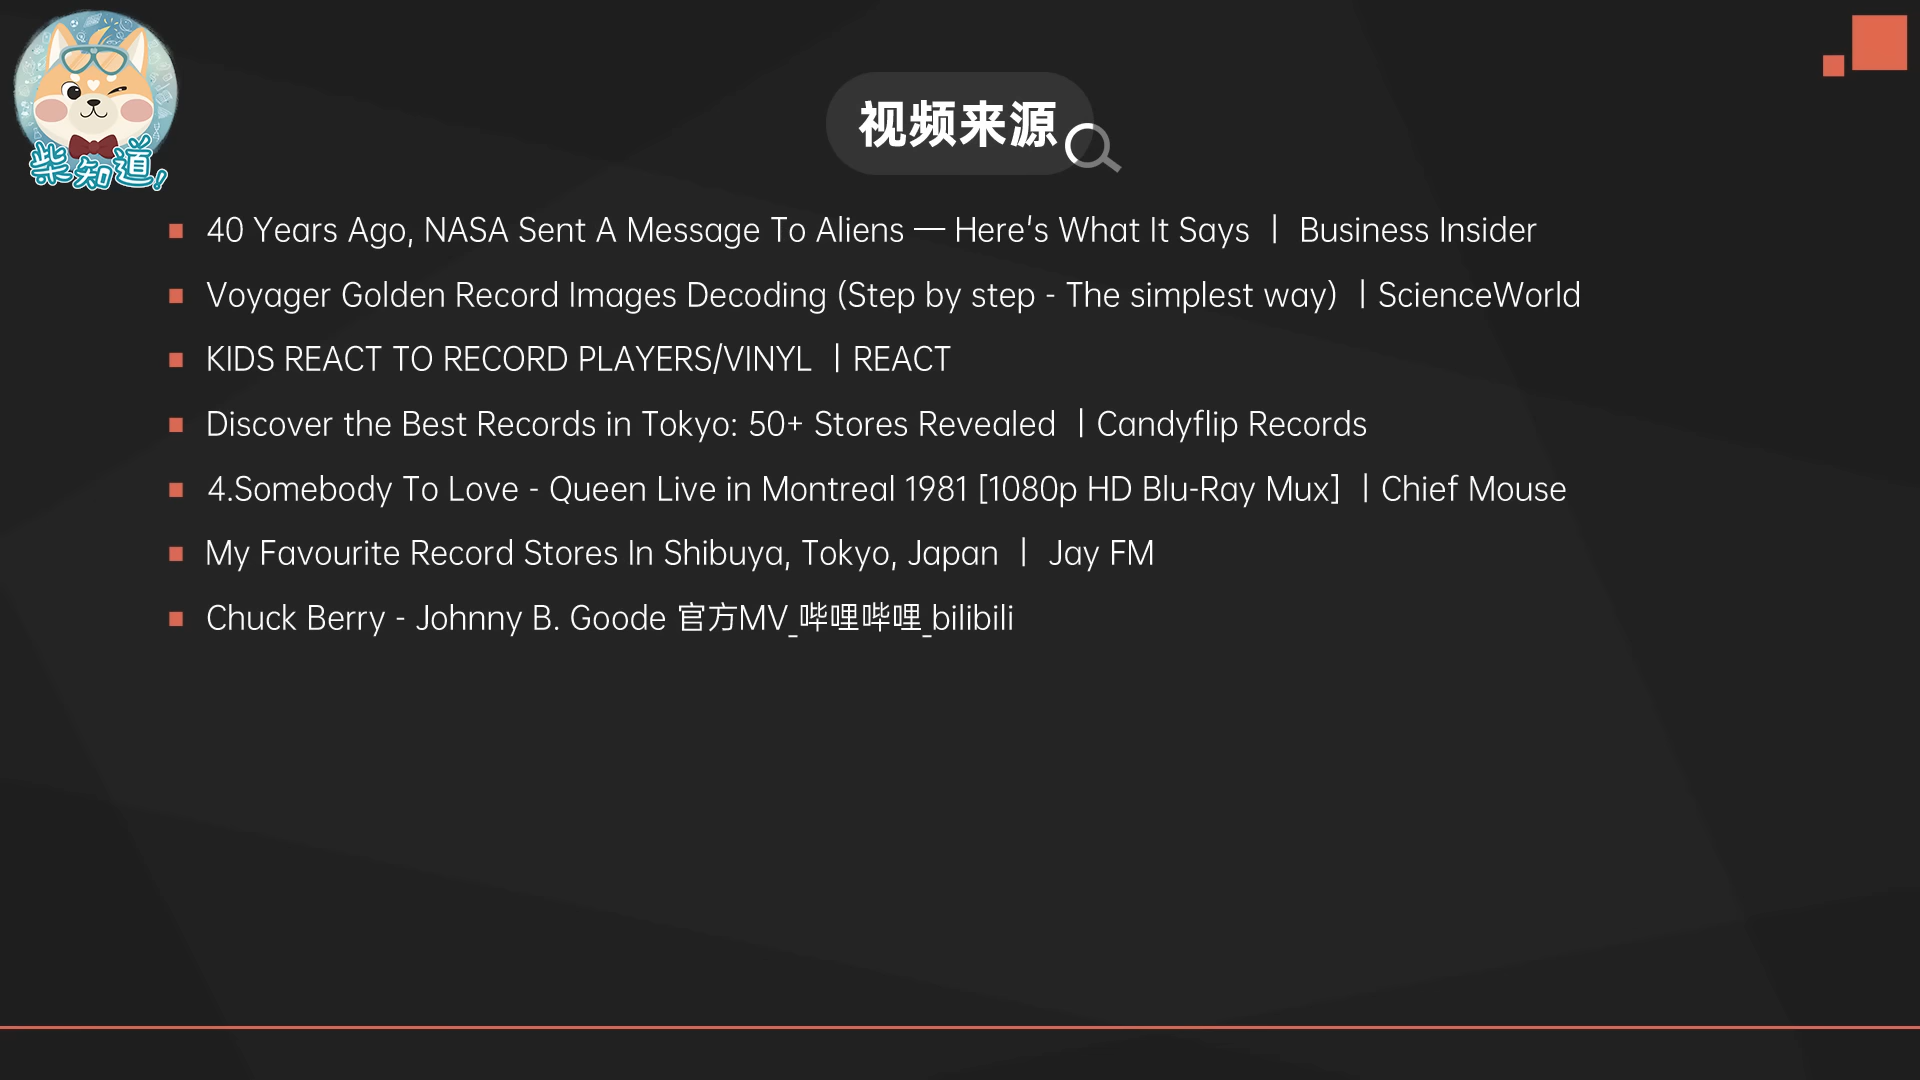 柴知道!
视频来源
40 Years Ago, NASA Sent A Message To Aliens — Here's What It Says | Business Insider
Voyager Golden Record Images Decoding (Step by step - The simplest way) | ScienceWorld
KIDS REACT TO RECORD PLAYERS/VINYL | REACT
Discover the Best Records in Tokyo: 50+ Stores Revealed | Candyflip Records
4.Somebody To Love - Queen Live in Montreal 1981 [1080p HD Blu-Ray Mux] | Chief Mouse
My Favourite Record Stores In Shibuya, Tokyo, Japan | Jay FM
Chuck Berry - Johnny B. Goode 官方MV_哔哩哔哩_bilibili